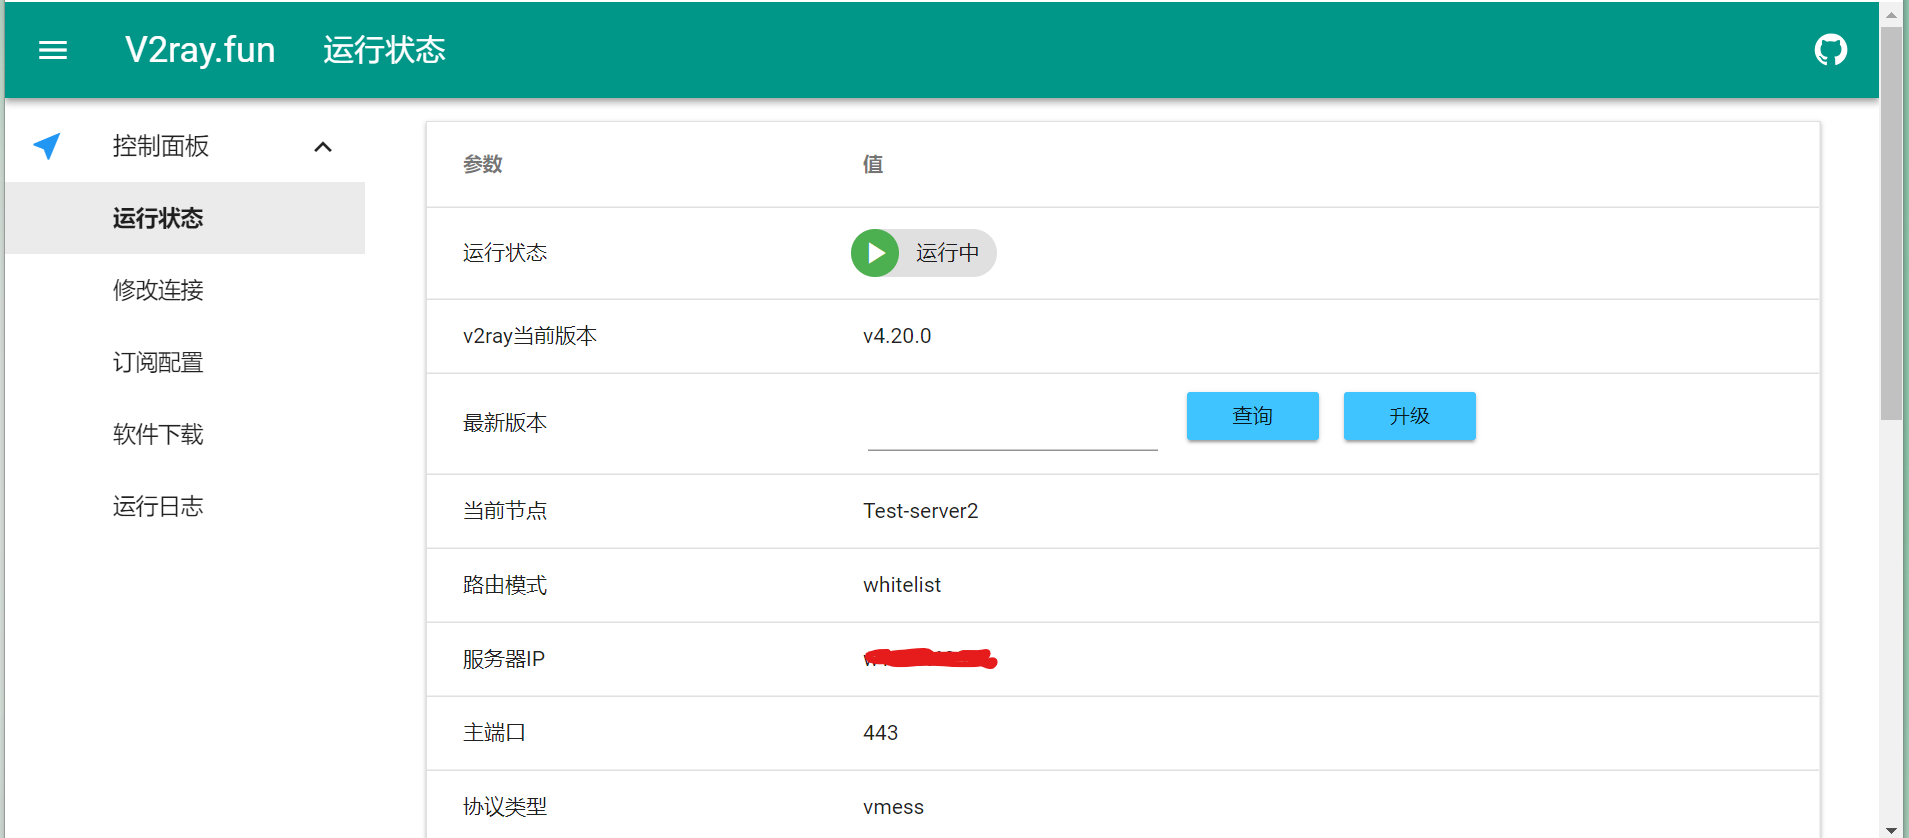 V2ray.fun 运行状态
控制面板
运行状态
修改连接
订阅配置
软件下载
运行日志
参数 值
运行状态 运行中
v2ray当前版本 v4.20.0
最新版本 查询 升级
当前节点 Test-server2
路由模式 whitelist
服务器IP
主端口 443
协议类型 vmess